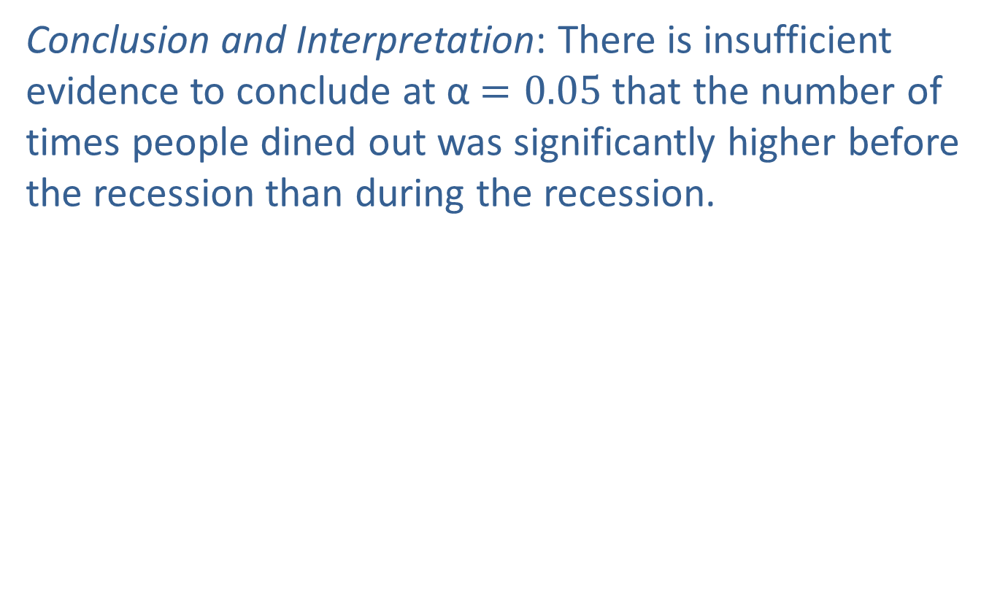 Conclusion and Interpretation: There is insufficient
evidence to conclude at α = 0.05 that the number of
times people dined out was significantly higher before
the recession than during the recession.